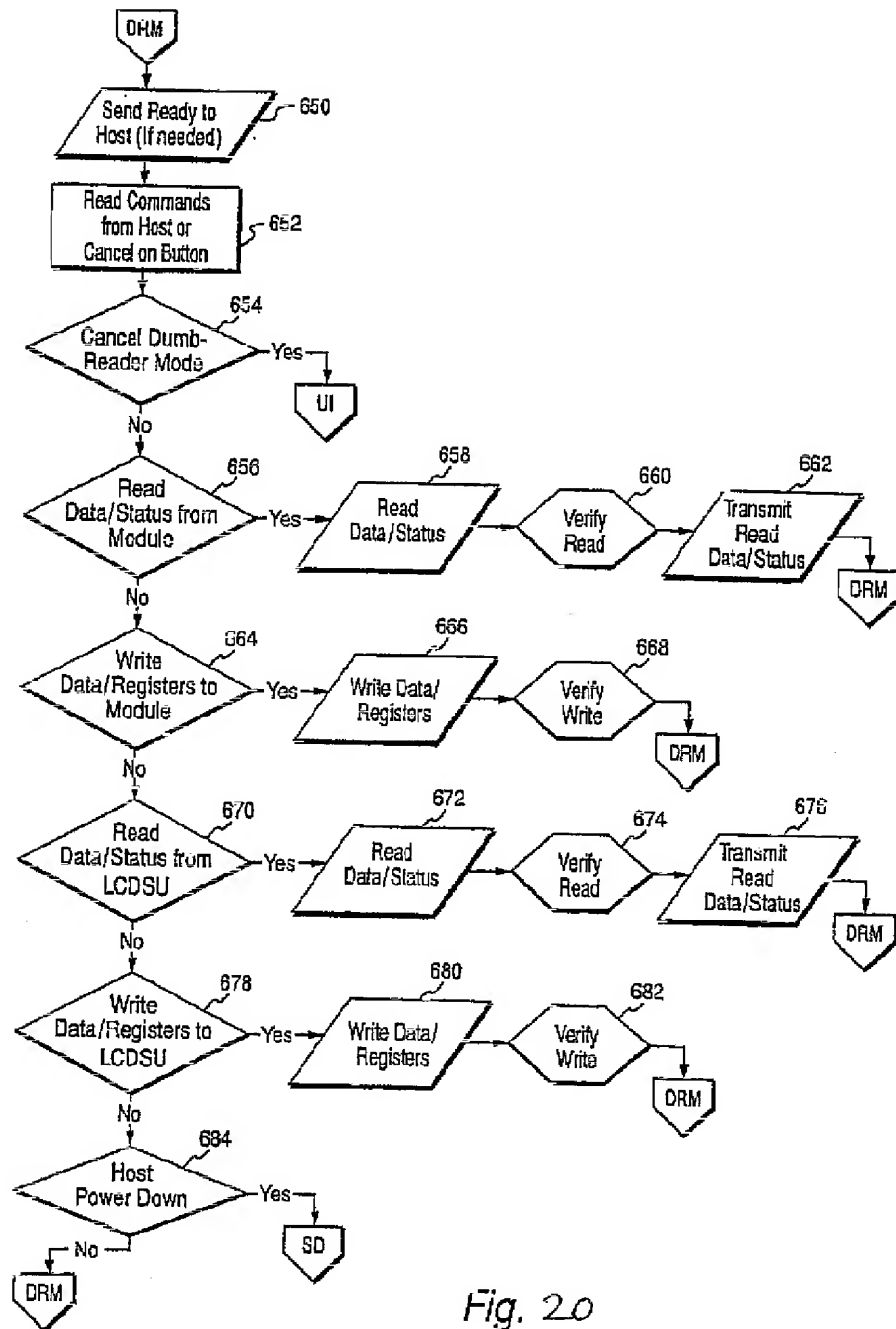 DRM
Send Ready to
Host (If needed)
650
Read Commands
from Host or
Cancel on Button
652
654
Cancel Dumb-
Reader Mode
Yes
UI
No
656
Read
Data/Status from
Module
Yes
658
Read
Data/Status
660
Verify
Read
662
Transmit
Read
Data/Status
DRM
No
664
Write
Data/Registers to
Module
Yes
666
Write Data/
Registers
668
Verify
Write
DRM
No
670
Read
Data/Status from
LCDSU
Yes
672
Read
Data/Status
674
Verify
Read
676
Transmit
Read
Data/Status
DRM
No
678
Write
Data/Registers to
LCDSU
Yes
680
Write Data/
Registers
682
Verify
Write
DRM
No
684
Host
Power Down
Yes
SD
No
DRM
Fig. 20